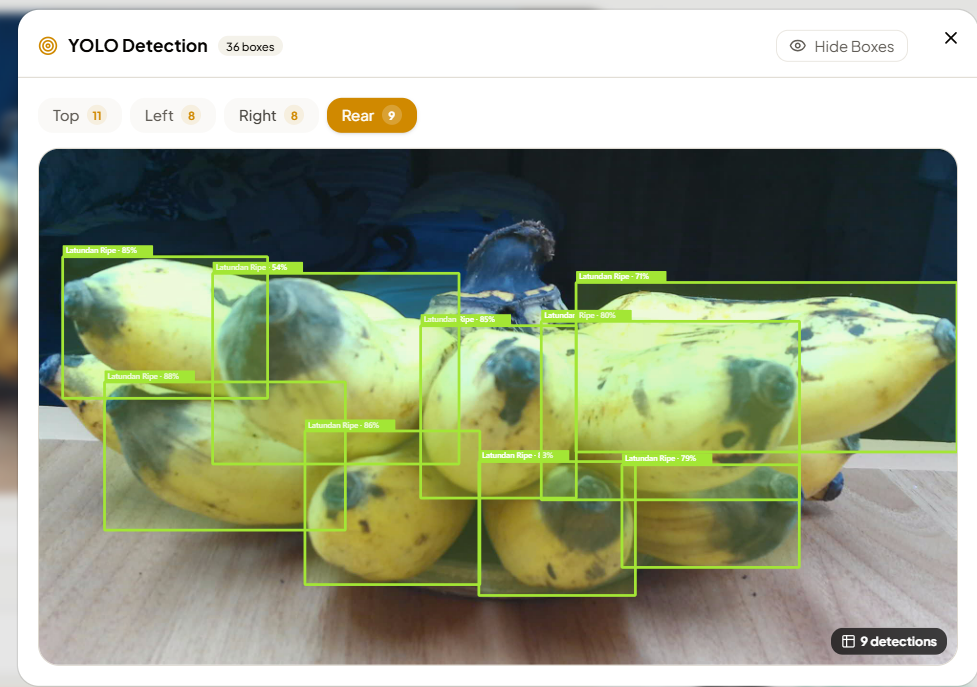 YOLO Detection 36 boxes Hide Boxes
Top 11 Left 8 Right 8 Rear 9
Latundan Ripe - 85%
Latundan Ripe - 54%
Latundan Ripe - 71%
Latundan Ripe - 85%
Latundan Ripe - 80%
Latundan Ripe - 88%
Latundan Ripe - 86%
Latundan Ripe -
Latundan Ripe - 79%
9 detections